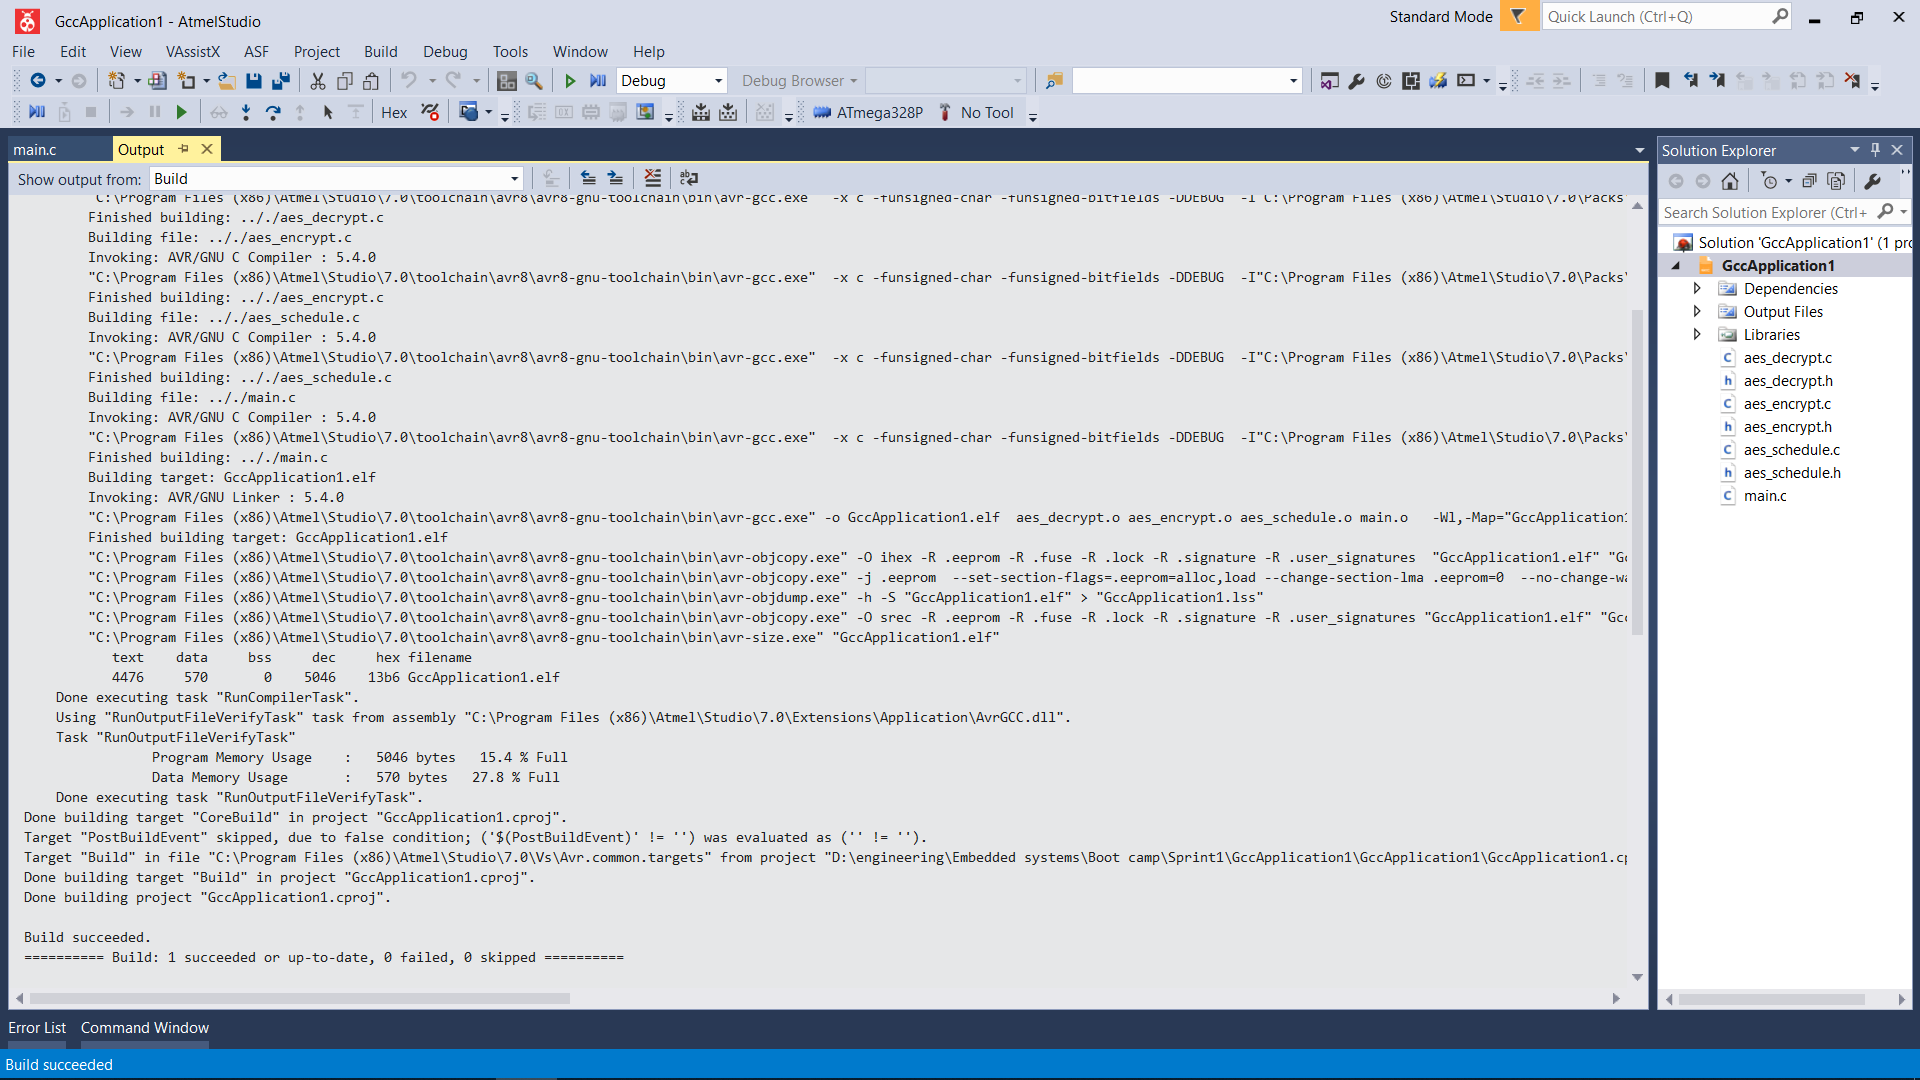 GccApplication1 - AtmelStudio
Standard Mode
Quick Launch (Ctrl+Q)
File Edit View VAssistX ASF Project Build Debug Tools Window Help
Debug Debug Browser
Hex ATmega328P No Tool
main.c Output
Show output from: Build
"C:\Program Files (x86)\Atmel\Studio\7.0\toolchain\avr8\avr8-gnu-toolchain\bin\avr-gcc.exe" -x c -funsigned-char -funsigned-bitfields -DDEBUG -I"C:\Program Files (x86)\Atmel\Studio\7.0\Packs\
Finished building: .././aes_decrypt.c
Building file: .././aes_encrypt.c
Invoking: AVR/GNU C Compiler : 5.4.0
"C:\Program Files (x86)\Atmel\Studio\7.0\toolchain\avr8\avr8-gnu-toolchain\bin\avr-gcc.exe" -x c -funsigned-char -funsigned-bitfields -DDEBUG -I"C:\Program Files (x86)\Atmel\Studio\7.0\Packs\
Finished building: .././aes_encrypt.c
Building file: .././aes_schedule.c
Invoking: AVR/GNU C Compiler : 5.4.0
"C:\Program Files (x86)\Atmel\Studio\7.0\toolchain\avr8\avr8-gnu-toolchain\bin\avr-gcc.exe" -x c -funsigned-char -funsigned-bitfields -DDEBUG -I"C:\Program Files (x86)\Atmel\Studio\7.0\Packs\
Finished building: .././aes_schedule.c
Building file: .././main.c
Invoking: AVR/GNU C Compiler : 5.4.0
"C:\Program Files (x86)\Atmel\Studio\7.0\toolchain\avr8\avr8-gnu-toolchain\bin\avr-gcc.exe" -x c -funsigned-char -funsigned-bitfields -DDEBUG -I"C:\Program Files (x86)\Atmel\Studio\7.0\Packs\
Finished building: .././main.c
Building target: GccApplication1.elf
Invoking: AVR/GNU Linker : 5.4.0
"C:\Program Files (x86)\Atmel\Studio\7.0\toolchain\avr8\avr8-gnu-toolchain\bin\avr-gcc.exe" -o GccApplication1.elf aes_decrypt.o aes_encrypt.o aes_schedule.o main.o -Wl,-Map="GccApplication1
Finished building target: GccApplication1.elf
"C:\Program Files (x86)\Atmel\Studio\7.0\toolchain\avr8\avr8-gnu-toolchain\bin\avr-objcopy.exe" -O ihex -R .eeprom -R .fuse -R .lock -R .signature -R .user_signatures "GccApplication1.elf" "Gc
"C:\Program Files (x86)\Atmel\Studio\7.0\toolchain\avr8\avr8-gnu-toolchain\bin\avr-objcopy.exe" -j .eeprom --set-section-flags=.eeprom=alloc,load --change-section-lma .eeprom=0 --no-change-wa
"C:\Program Files (x86)\Atmel\Studio\7.0\toolchain\avr8\avr8-gnu-toolchain\bin\avr-objdump.exe" -h -S "GccApplication1.elf" > "GccApplication1.lss"
"C:\Program Files (x86)\Atmel\Studio\7.0\toolchain\avr8\avr8-gnu-toolchain\bin\avr-objcopy.exe" -O srec -R .eeprom -R .fuse -R .lock -R .signature -R .user_signatures "GccApplication1.elf" "Gcc
"C:\Program Files (x86)\Atmel\Studio\7.0\toolchain\avr8\avr8-gnu-toolchain\bin\avr-size.exe" "GccApplication1.elf"
text data bss dec hex filename
4476 570 0 5046 13b6 GccApplication1.elf
Done executing task "RunCompilerTask".
Using "RunOutputFileVerifyTask" task from assembly "C:\Program Files (x86)\Atmel\Studio\7.0\Extensions\Application\AvrGCC.dll".
Task "RunOutputFileVerifyTask"
Program Memory Usage : 5046 bytes 15.4 % Full
Data Memory Usage : 570 bytes 27.8 % Full
Done executing task "RunOutputFileVerifyTask".
Done building target "CoreBuild" in project "GccApplication1.cproj".
Target "PostBuildEvent" skipped, due to false condition; ('$(PostBuildEvent)' != '') was evaluated as ('' != '').
Target "Build" in file "C:\Program Files (x86)\Atmel\Studio\7.0\Vs\Avr.common.targets" from project "D:\engineering\Embedded systems\Boot camp\Sprint1\GccApplication1\GccApplication1\GccApplication1.cp
Done building target "Build" in project "GccApplication1.cproj".
Done building project "GccApplication1.cproj".
Build succeeded.
========== Build: 1 succeeded or up-to-date, 0 failed, 0 skipped ==========
Solution Explorer
Search Solution Explorer (Ctrl+
Solution 'GccApplication1' (1 pro
GccApplication1
Dependencies
Output Files
Libraries
aes_decrypt.c
aes_decrypt.h
aes_encrypt.c
aes_encrypt.h
aes_schedule.c
aes_schedule.h
main.c
Error List Command Window
Build succeeded